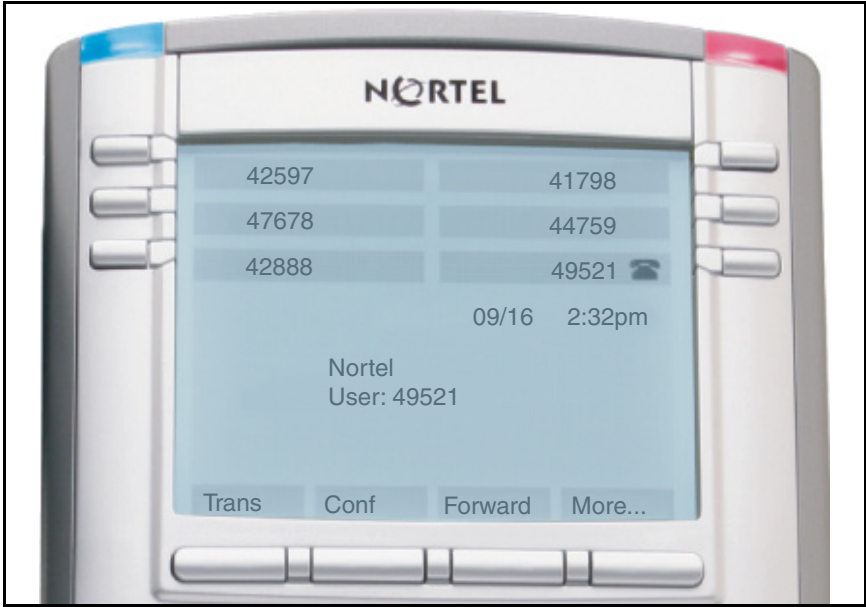 NORTEL
42597 41798
47678 44759
42888 49521
09/16 2:32pm
Nortel
User: 49521
Trans Conf Forward More...